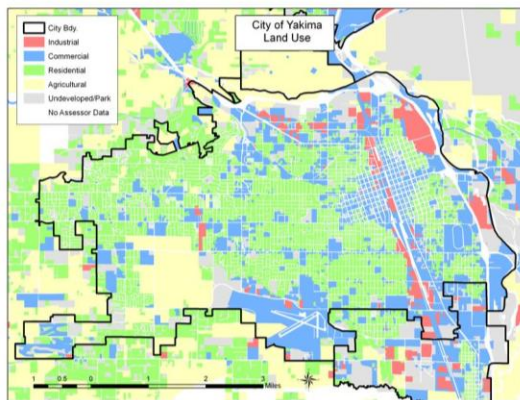 City of Yakima
Land Use
City Bdy.
Industrial
Commercial
Residential
Agricultural
Undeveloped/Park
No Assessor Data
1 0.5 0 1 2 3
Miles